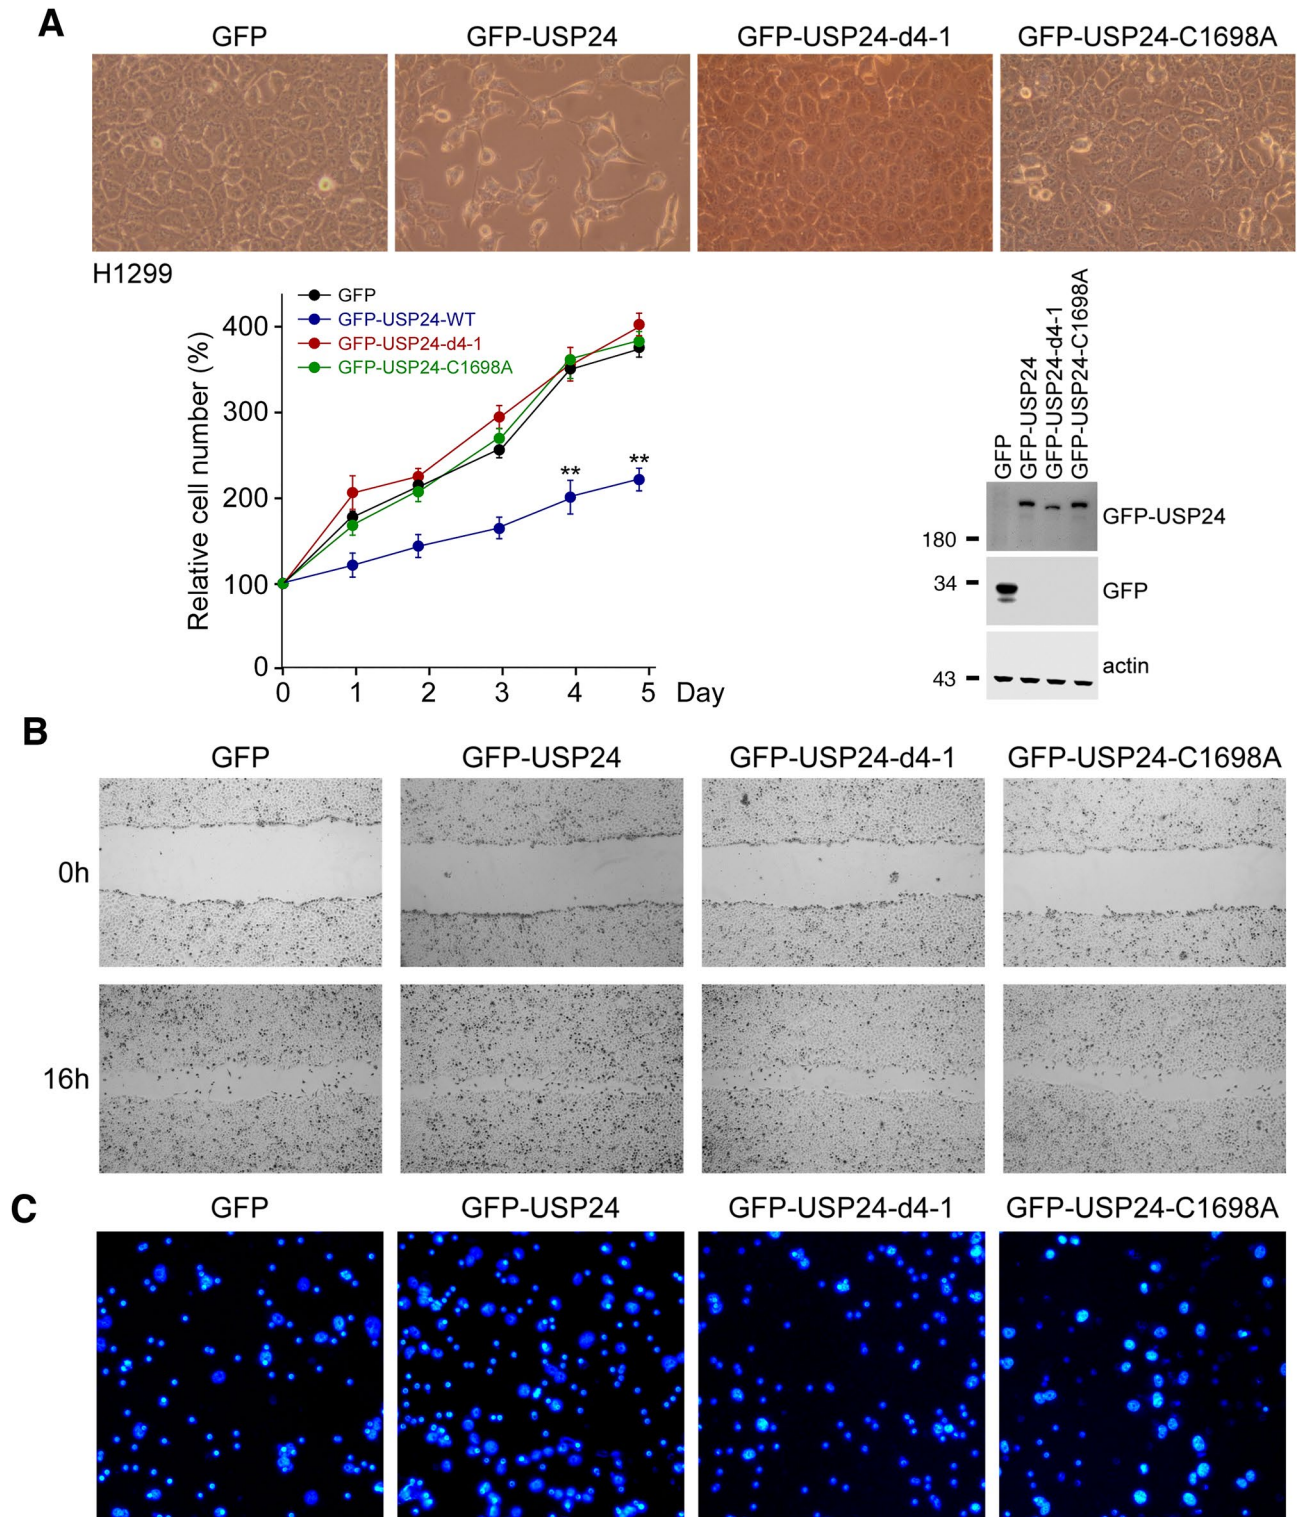 A
GFP
GFP-USP24
GFP-USP24-d4-1
GFP-USP24-C1698A
H1299
GFP
GFP-USP24-WT
GFP-USP24-d4-1
GFP-USP24-C1698A
Relative cell number (%)
400
300
200
100
0
**
**
0 1 2 3 4 5 Day
GFP
GFP-USP24
GFP-USP24-d4-1
GFP-USP24-C1698A
180
GFP-USP24
34
GFP
43
actin
B
GFP
GFP-USP24
GFP-USP24-d4-1
GFP-USP24-C1698A
0h
16h
C
GFP
GFP-USP24
GFP-USP24-d4-1
GFP-USP24-C1698A